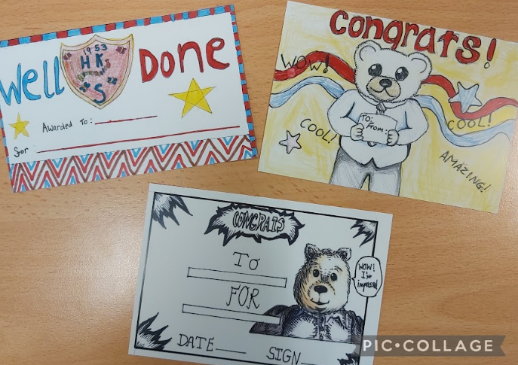 Well Done
1953
HK
S
Awarded To:
For
Congrats!
WOW!
To:
From:
COOL!
COOL!
AMAZING!
CONGRATS
TO
FOR
WOW!
I be
impressed
DATE
SIGN
PIC•COLLAGE